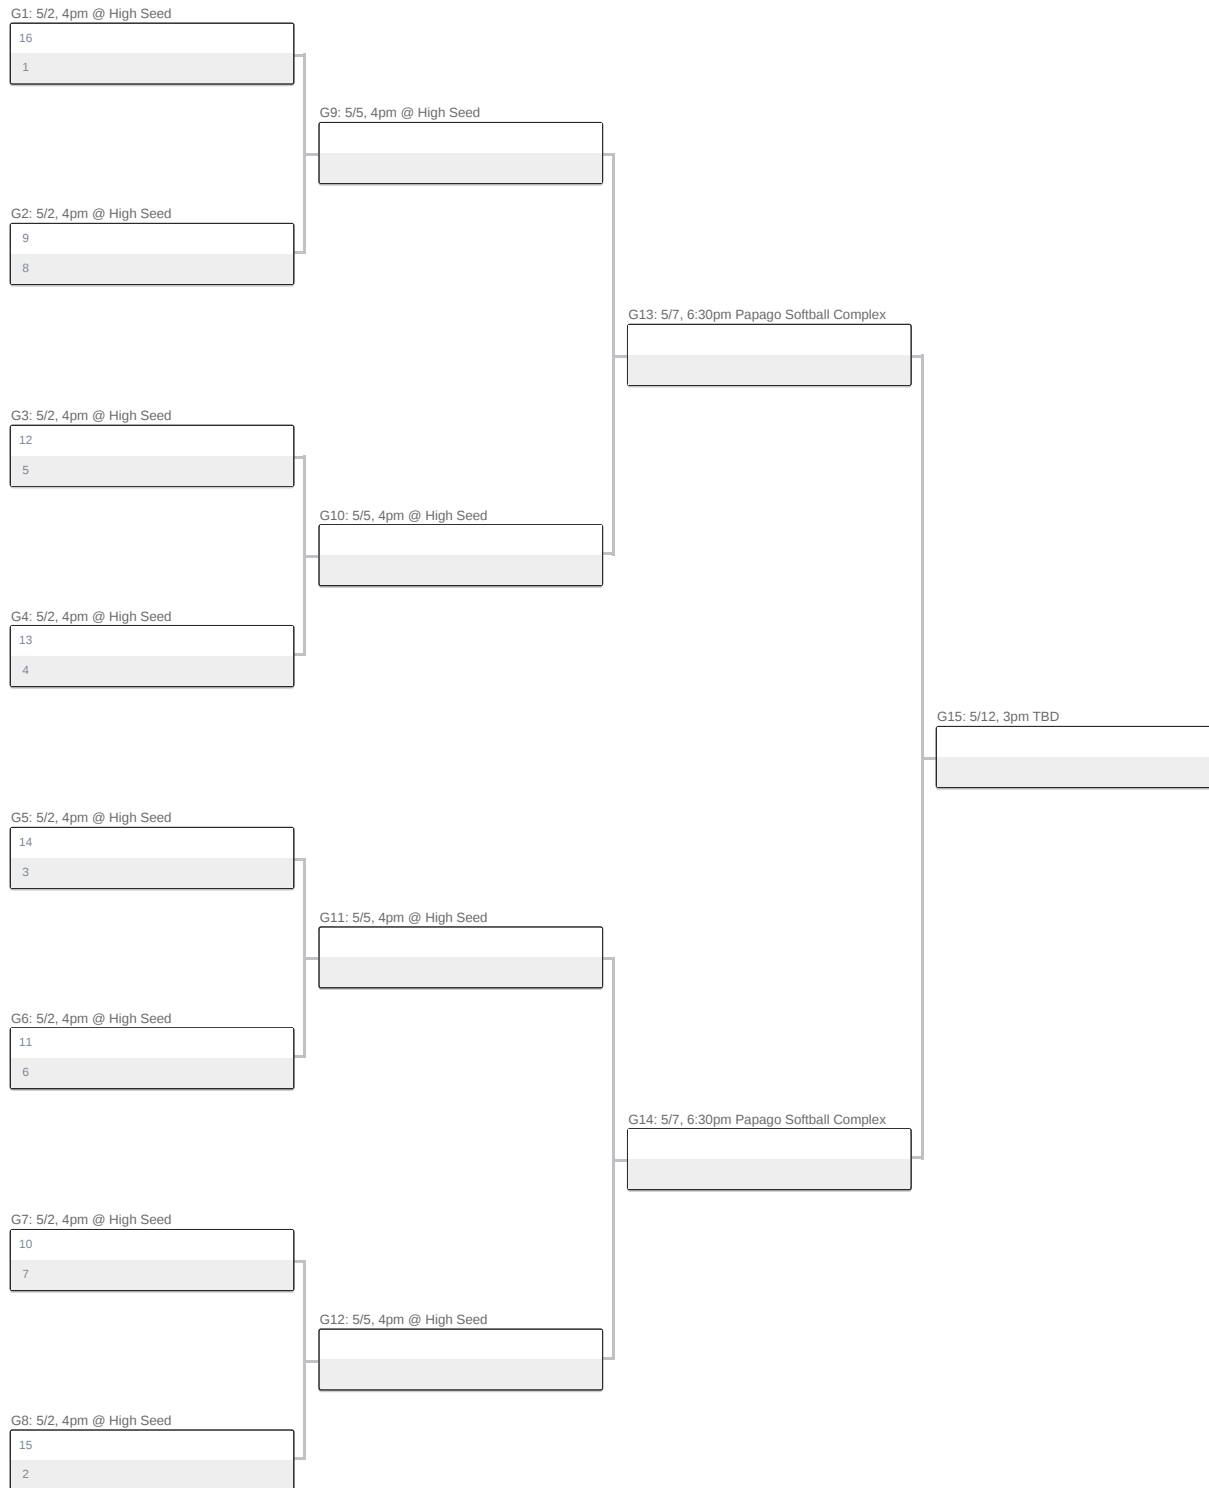 G1: 5/2, 4pm @ High Seed
16
1
G9: 5/5, 4pm @ High Seed
G2: 5/2, 4pm @ High Seed
9
8
G13: 5/7, 6:30pm Papago Softball Complex
G3: 5/2, 4pm @ High Seed
12
5
G10: 5/5, 4pm @ High Seed
G4: 5/2, 4pm @ High Seed
13
4
G15: 5/12, 3pm TBD
G5: 5/2, 4pm @ High Seed
14
3
G11: 5/5, 4pm @ High Seed
G6: 5/2, 4pm @ High Seed
11
6
G14: 5/7, 6:30pm Papago Softball Complex
G7: 5/2, 4pm @ High Seed
10
7
G12: 5/5, 4pm @ High Seed
G8: 5/2, 4pm @ High Seed
15
2